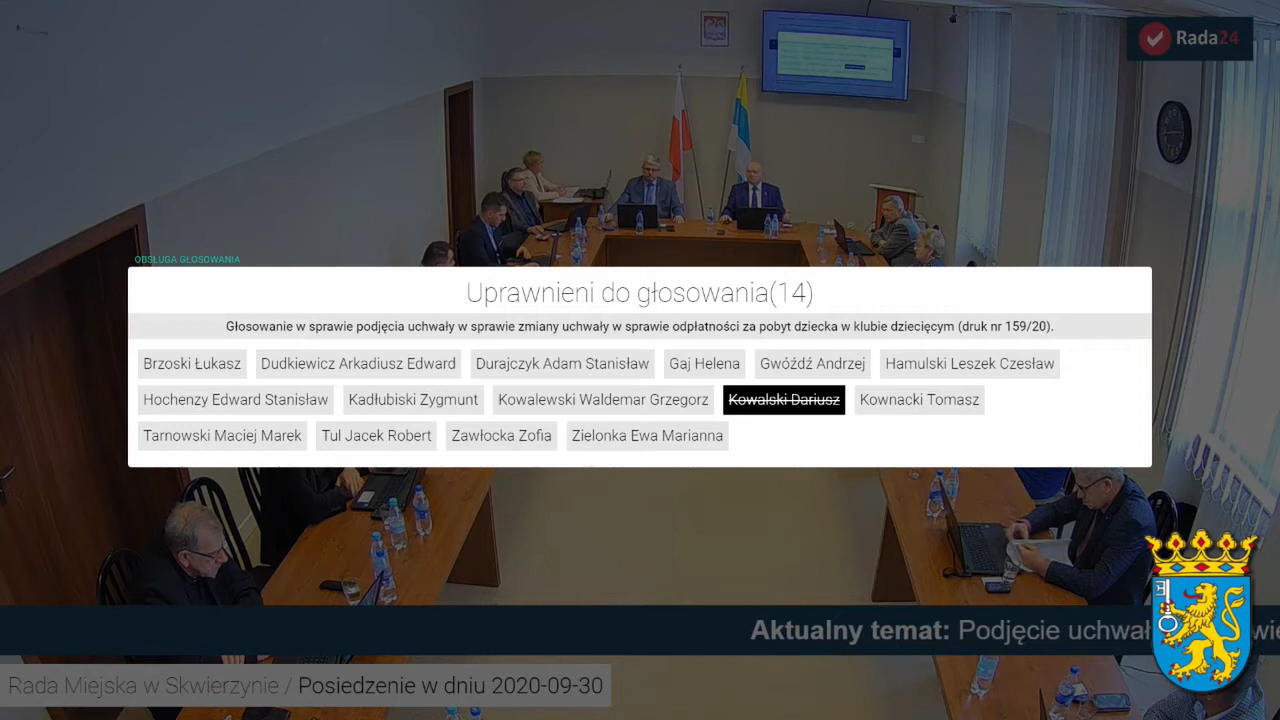 Rada24
OBSŁUGA GŁOSOWANIA
Uprawnieni do głosowania(14)
Głosowanie w sprawie podjęcia uchwały w sprawie zmiany uchwały w sprawie odpłatności za pobyt dziecka w klubie dziecięcym (druk nr 159/20).
Brzoski Łukasz Dudkiewicz Arkadiusz Edward Durajczyk Adam Stanisław Gaj Helena Gwóźdź Andrzej Hamulski Leszek Czesław
Hochenzy Edward Stanisław Kadłubiski Zygmunt Kowalewski Waldemar Grzegorz Kowalski Dariusz Kownacki Tomasz
Tarnowski Maciej Marek Tul Jacek Robert Zawłocka Zofia Zielonka Ewa Marianna
Aktualny temat: Podjęcie
Rada Miejska w Skwierzynie / Posiedzenie w dniu 2020-09-30